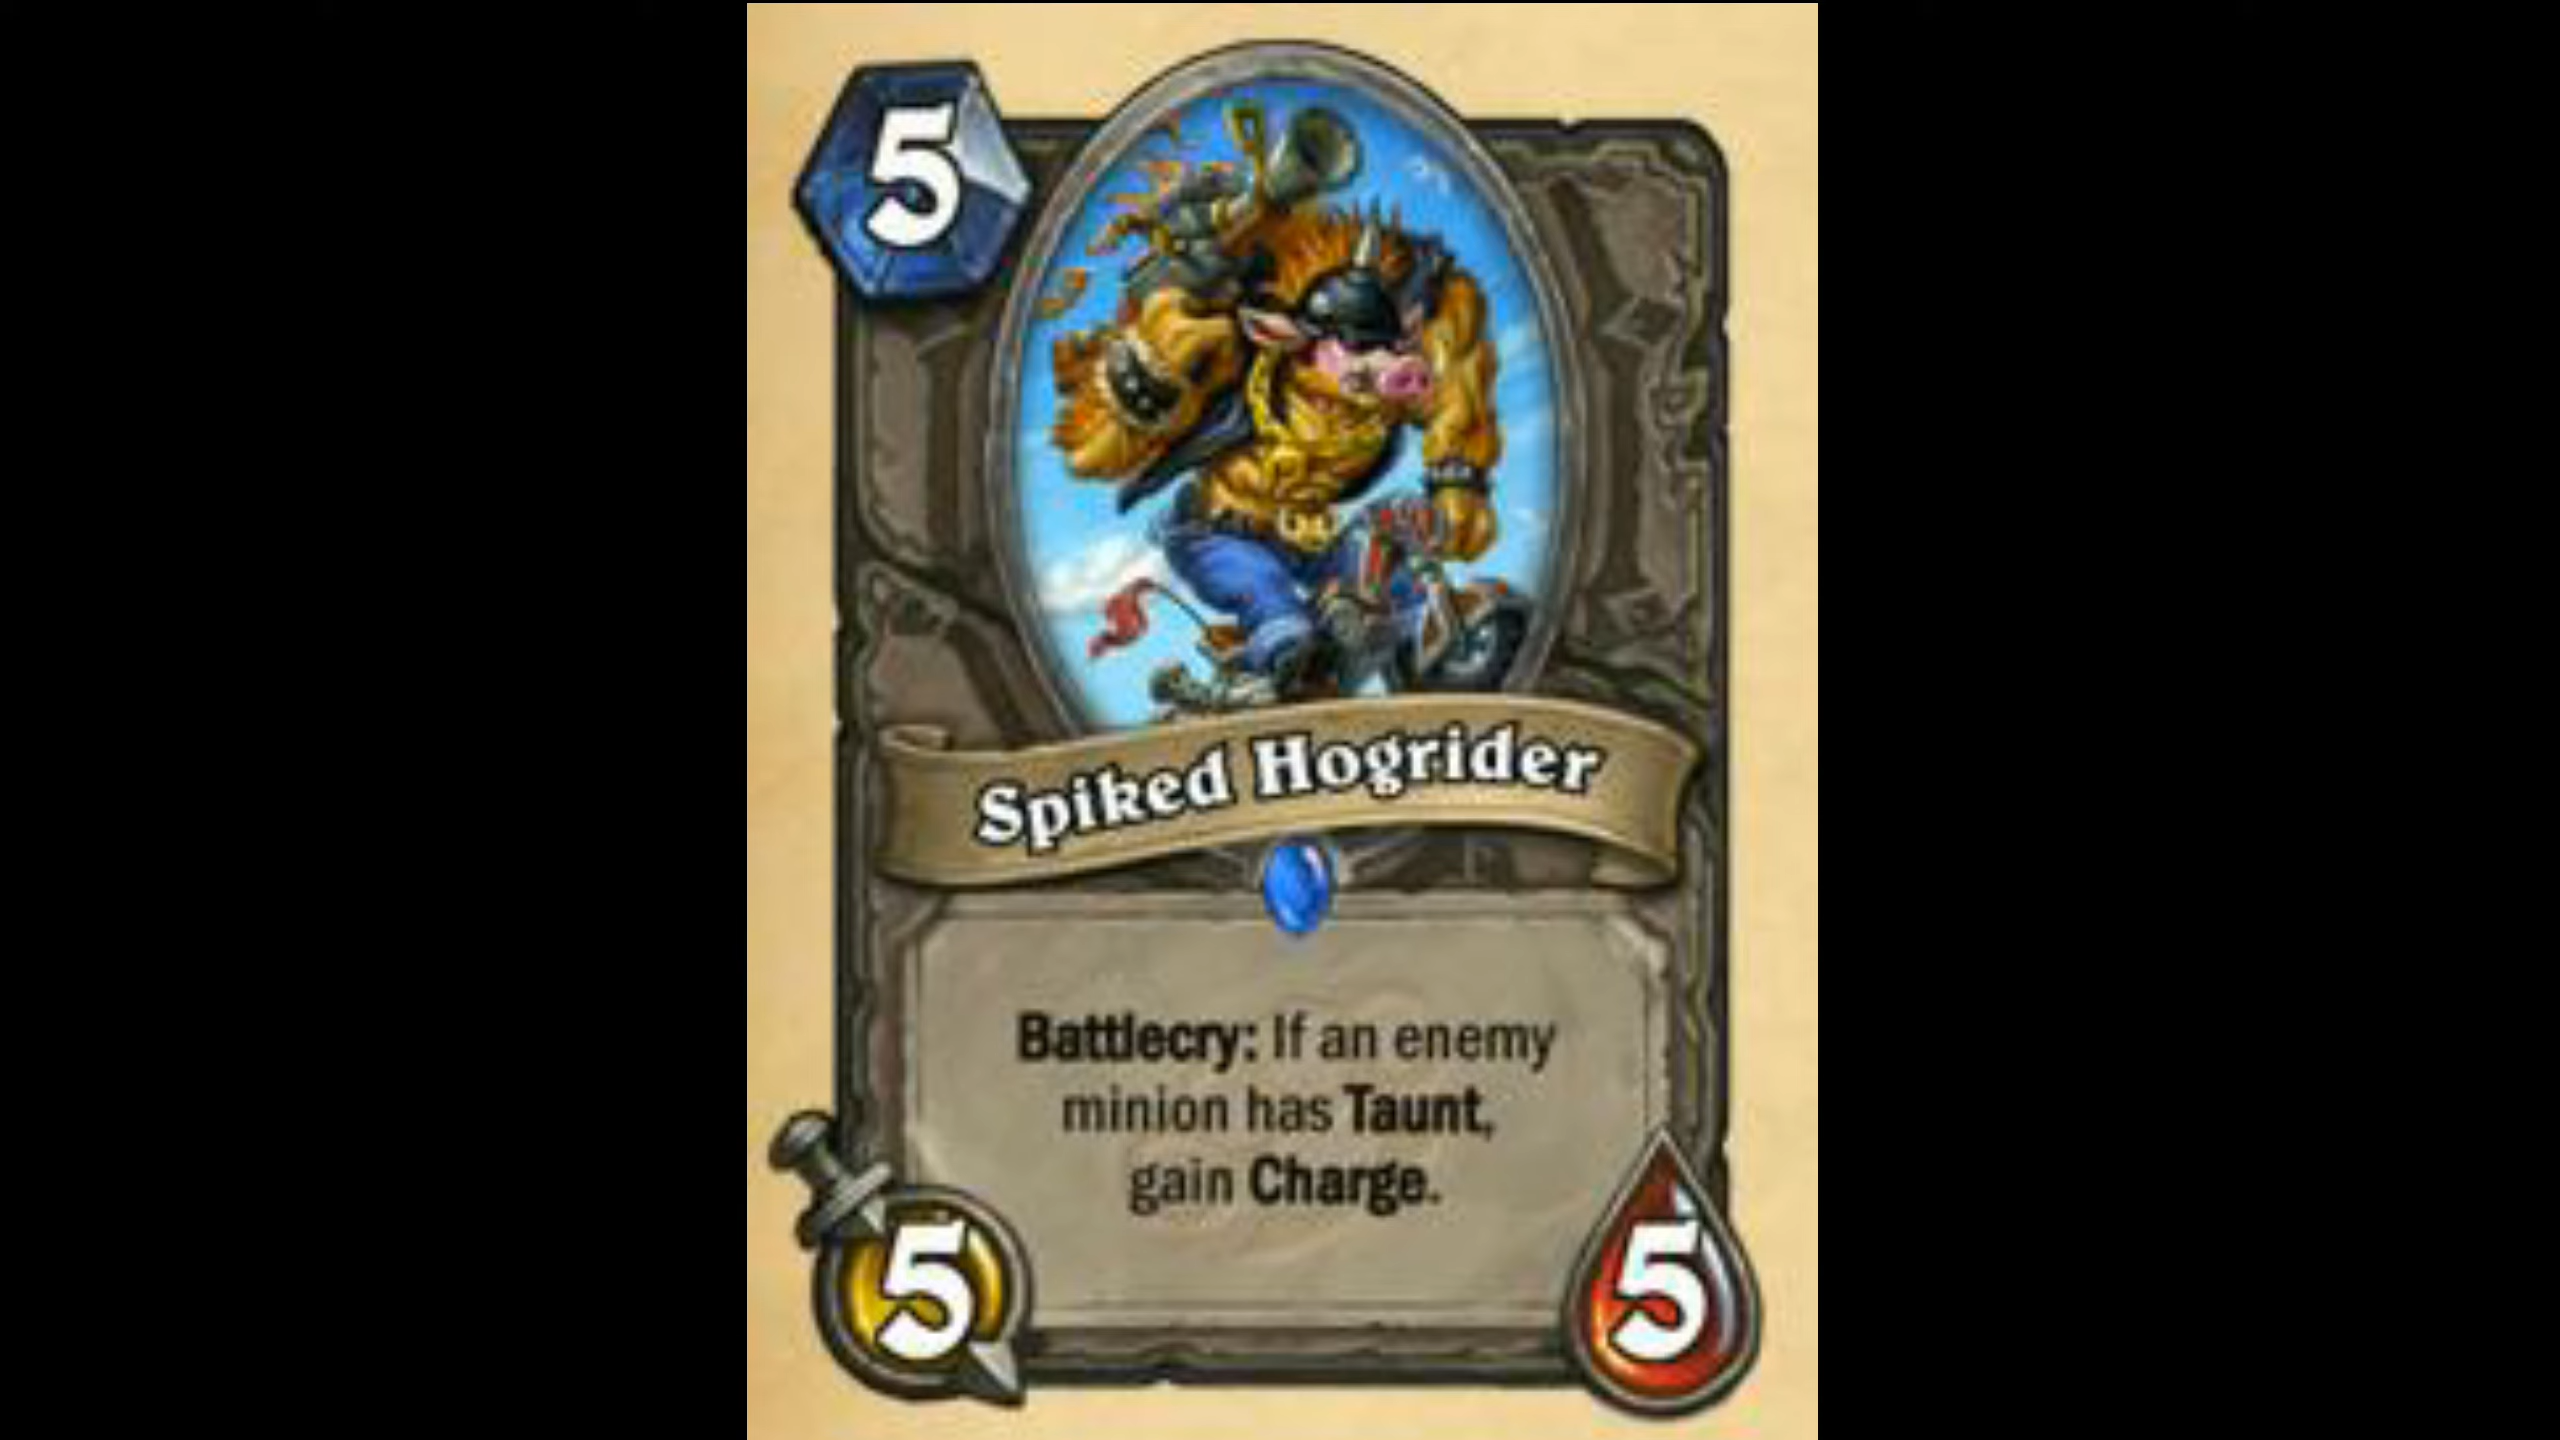 5
Spiked Hogrider
Battlecry: If an enemy
minion has Taunt,
gain Charge.
5
5